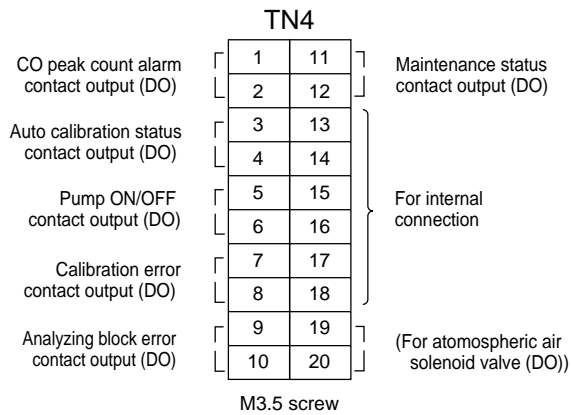 TN4
CO peak count alarm
contact output (DO)
1 11
2 12
Maintenance status
contact output (DO)
Auto calibration status
contact output (DO)
3 13
4 14
Pump ON/OFF
contact output (DO)
5 15
6 16
For internal
connection
Calibration error
contact output (DO)
7 17
8 18
Analyzing block error
contact output (DO)
9 19
10 20
(For atomospheric air
solenoid valve (DO))
M3.5 screw